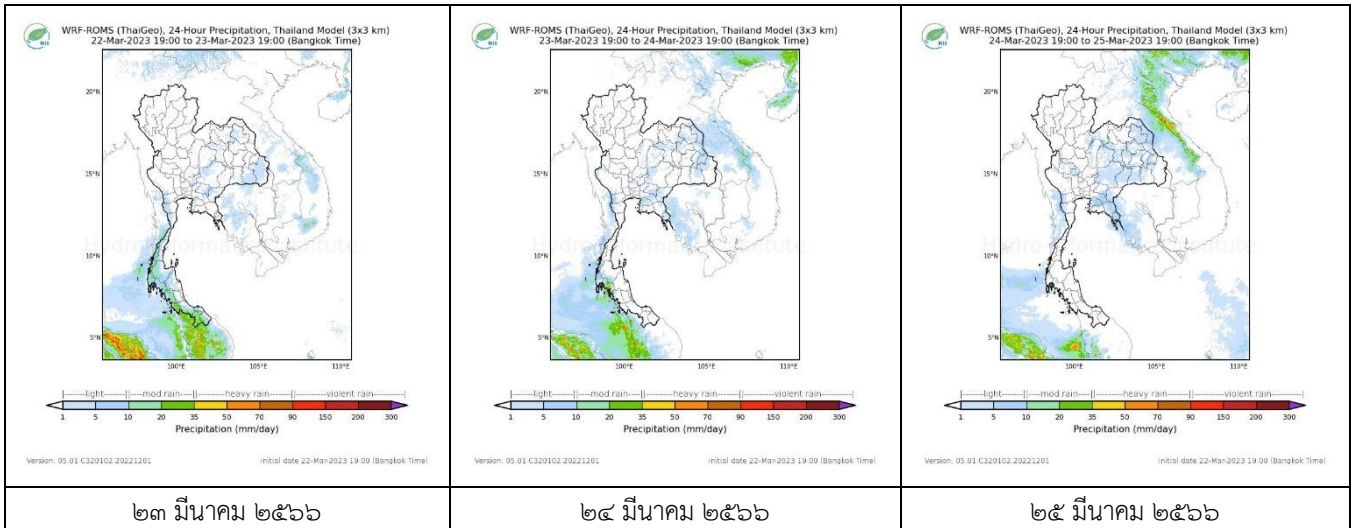 WRF-ROMS (ThaiGeo), 24-Hour Precipitation, Thailand Model (3x3 km)
22-Mar-2023 19:00 to 23-Mar-2023 19:00 (Bangkok Time)
HII
20°N
15°N
10°N
5°N
100°E 105°E 110°E
Hydro Informatics Institute
|------light------||---mod.rain---||------heavy rain------||------violent rain------|
1 5 10 20 35 50 70 90 150 200 300
Precipitation (mm/day)
Version: 05.01.C320102.20221201 initial date 22-Mar-2023 19:00 (Bangkok Time)
๒๓ มีนาคม ๒๕๖๖
WRF-ROMS (ThaiGeo), 24-Hour Precipitation, Thailand Model (3x3 km)
23-Mar-2023 19:00 to 24-Mar-2023 19:00 (Bangkok Time)
HII
20°N
15°N
10°N
5°N
100°E 105°E 110°E
Hydro Informatics Institute
|------light------||---mod.rain---||------heavy rain------||------violent rain------|
1 5 10 20 35 50 70 90 150 200 300
Precipitation (mm/day)
Version: 05.01.C320102.20221201 initial date 22-Mar-2023 19:00 (Bangkok Time)
๒๔ มีนาคม ๒๕๖๖
WRF-ROMS (ThaiGeo), 24-Hour Precipitation, Thailand Model (3x3 km)
24-Mar-2023 19:00 to 25-Mar-2023 19:00 (Bangkok Time)
HII
20°N
15°N
10°N
5°N
100°E 105°E 110°E
Hydro Informatics Institute
|------light------||---mod.rain---||------heavy rain------||------violent rain------|
1 5 10 20 35 50 70 90 150 200 300
Precipitation (mm/day)
Version: 05.01.C320102.20221201 initial date 22-Mar-2023 19:00 (Bangkok Time)
๒๕ มีนาคม ๒๕๖๖